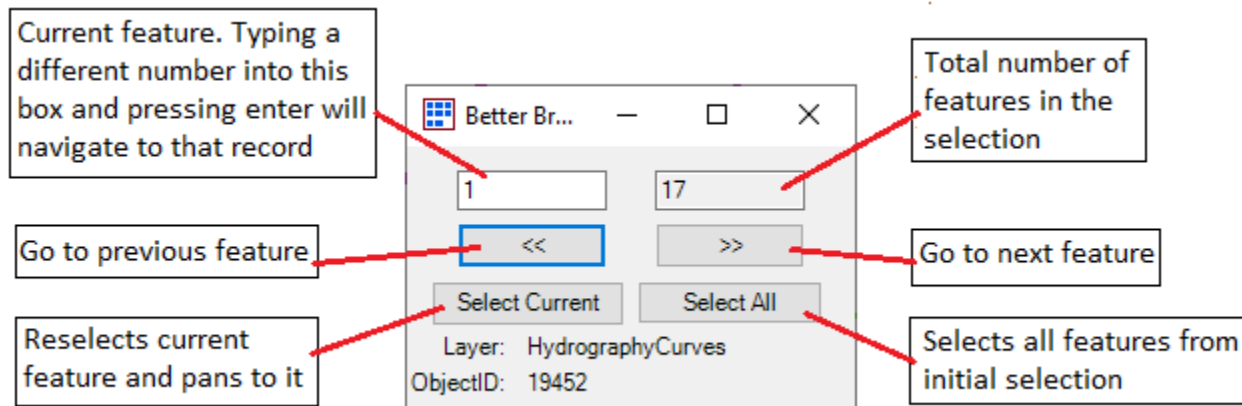 Current feature. Typing a
different number into this
box and pressing enter will
navigate to that record
Total number of
features in the
selection
Better Br...
1
17
Go to previous feature
<<
>>
Go to next feature
Select Current
Select All
Reselects current
feature and pans to it
Layer: HydrographyCurves
ObjectID: 19452
Selects all features from
initial selection